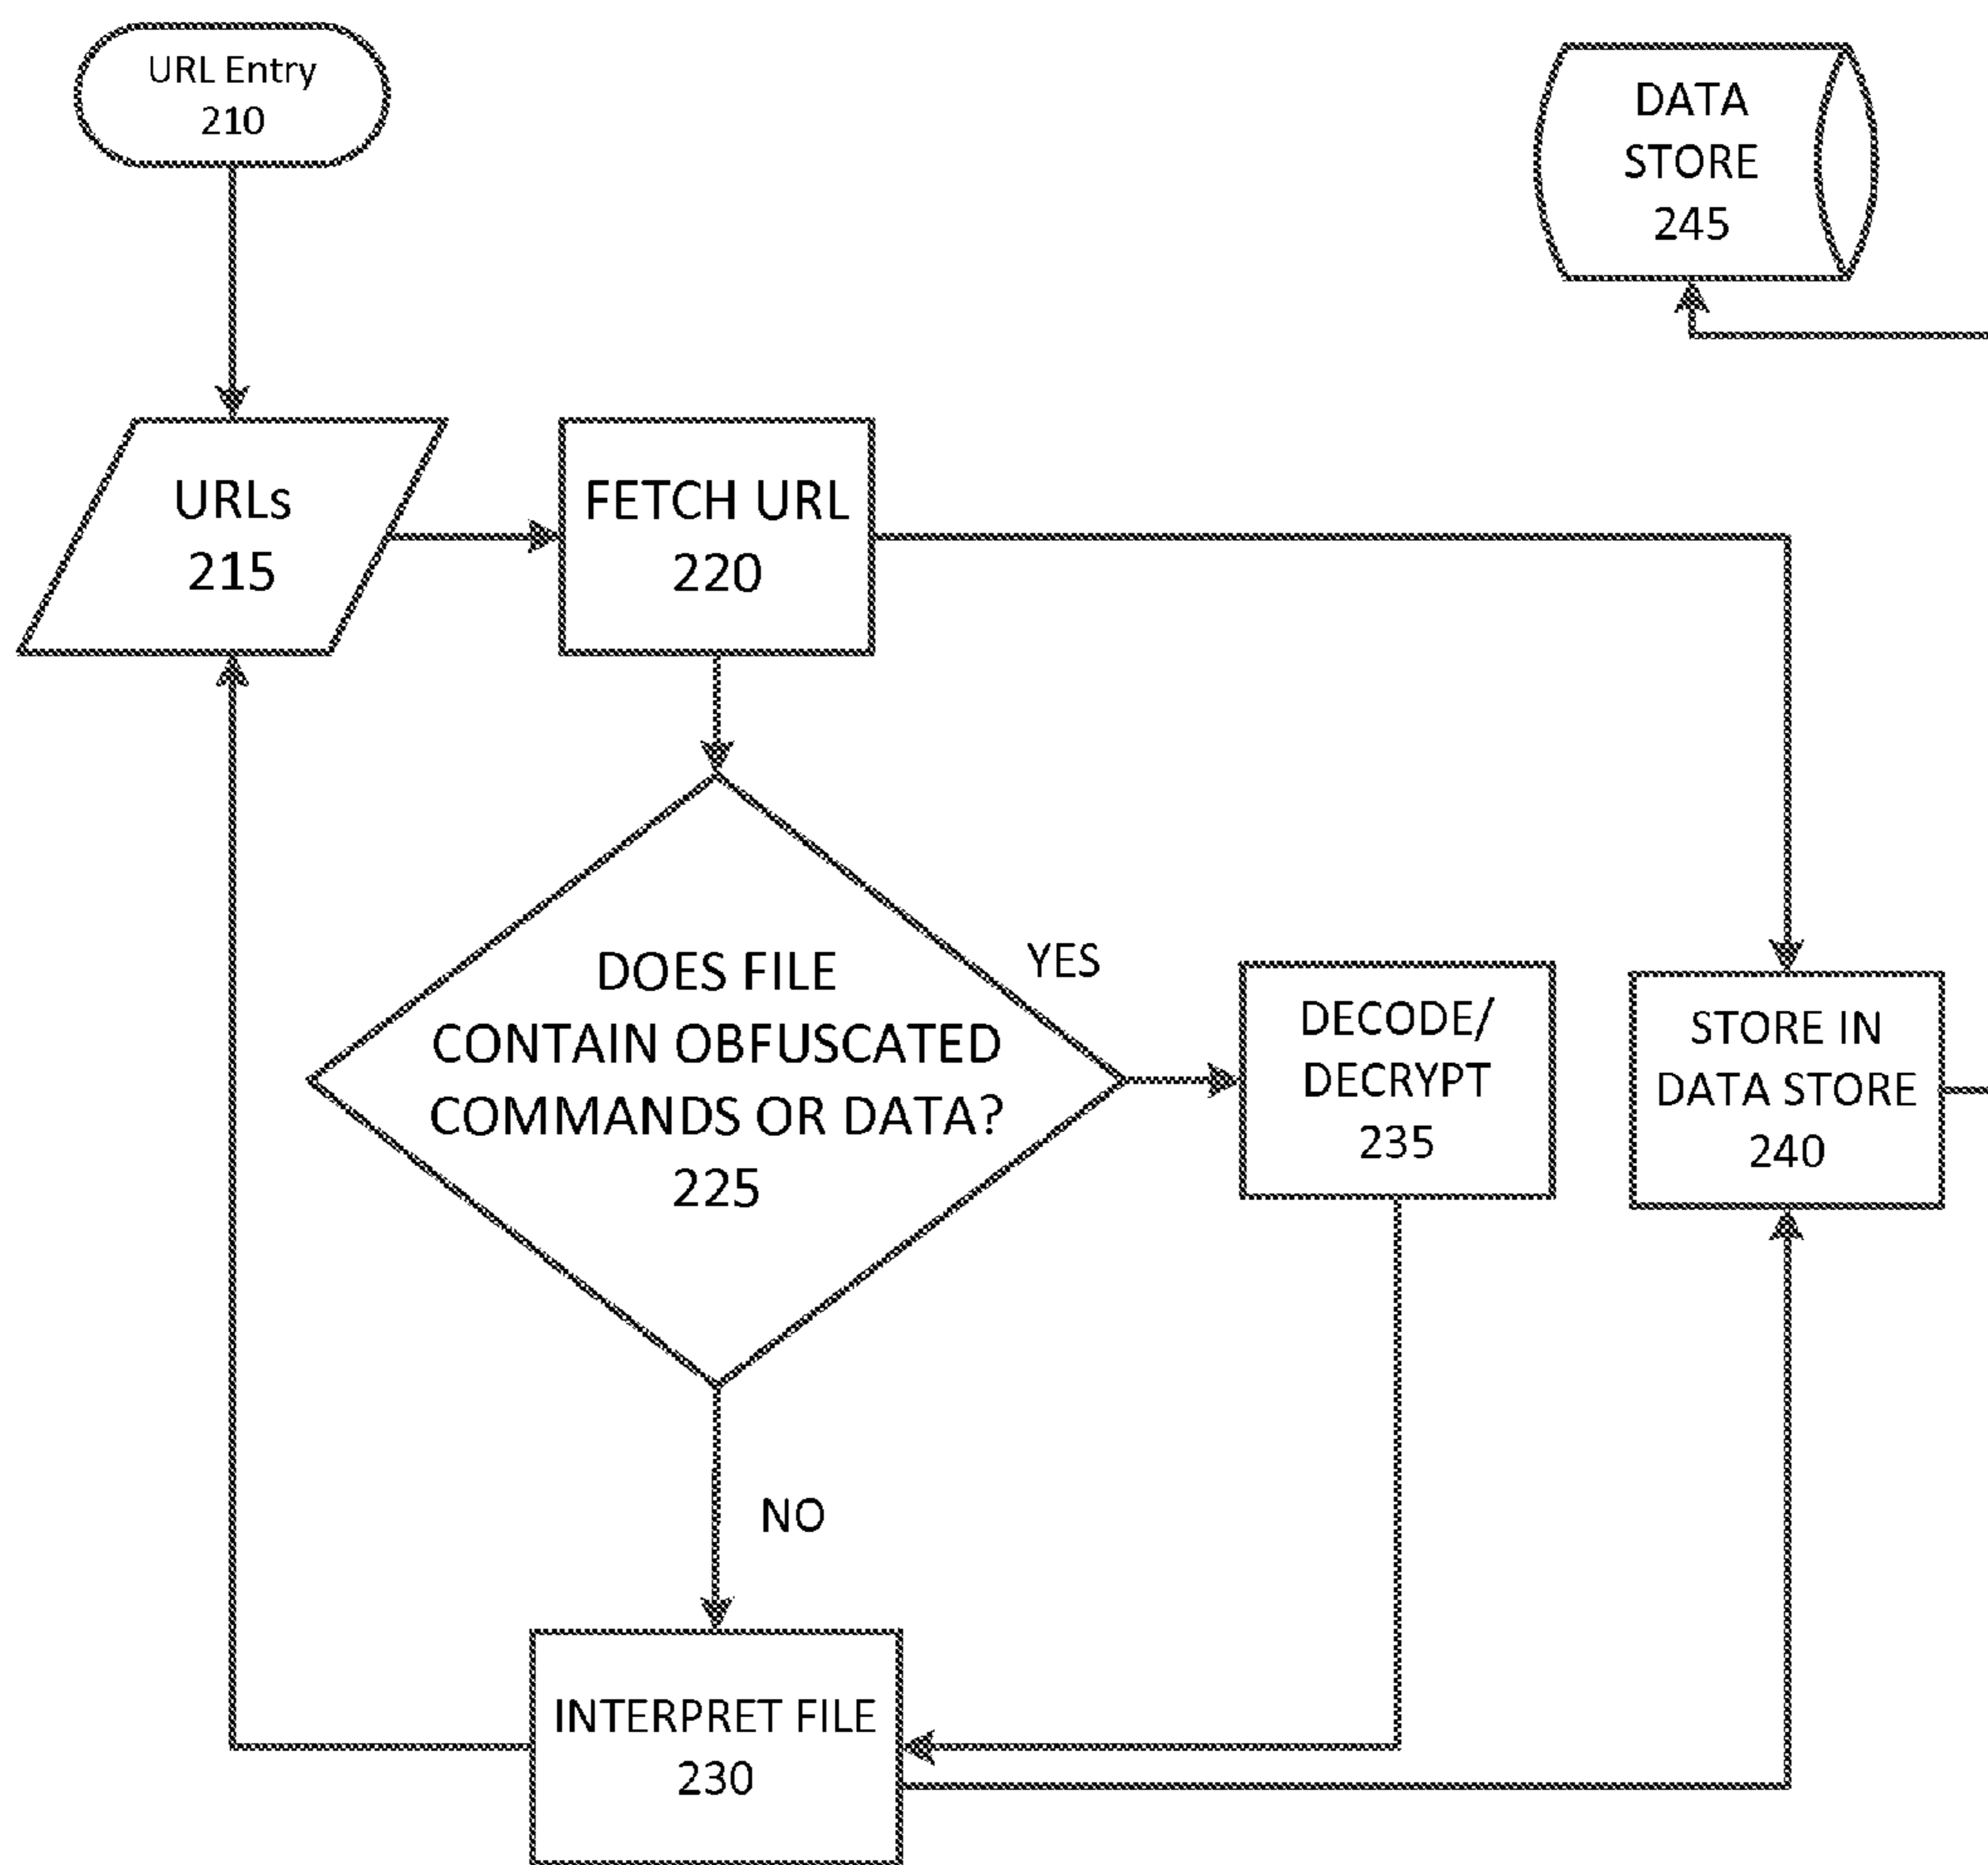 URL Entry
210
DATA
STORE
245
URLs
215
FETCH URL
220
DOES FILE
CONTAIN OBFUSCATED
COMMANDS OR DATA?
225
YES
DECODE/
DECRYPT
235
STORE IN
DATA STORE
240
NO
INTERPRET FILE
230